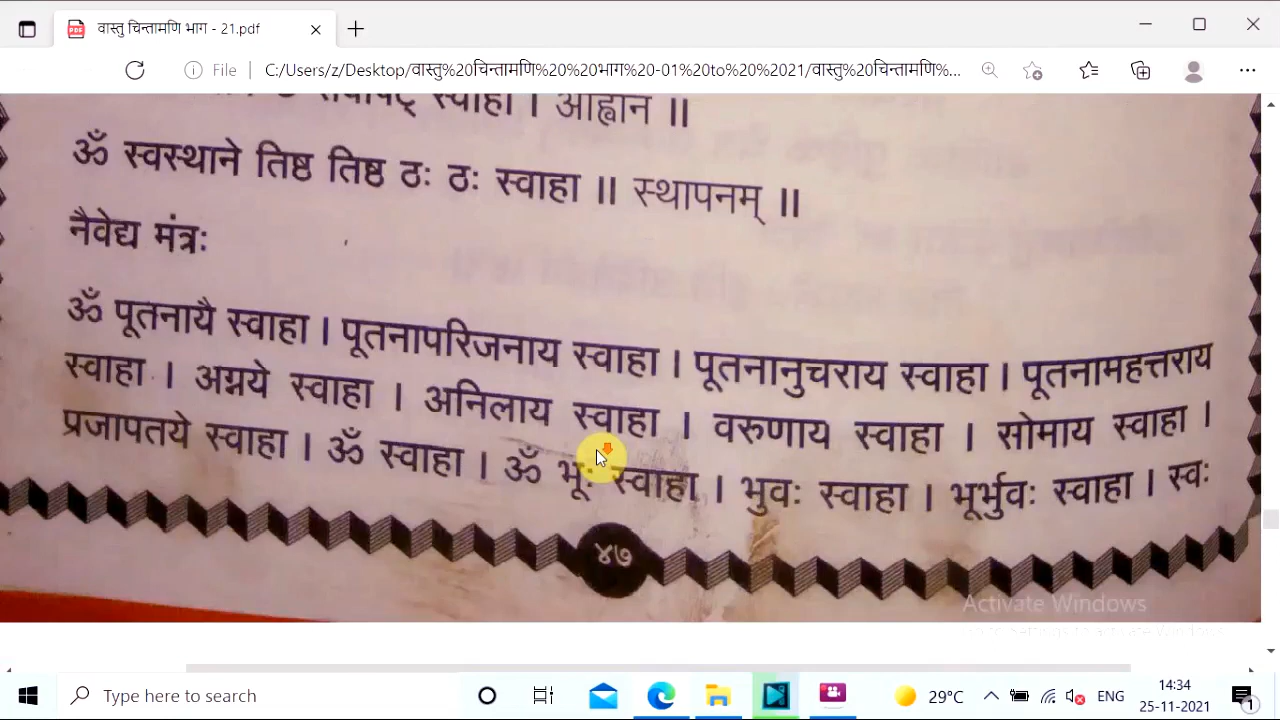 वास्तु चिन्तामणि भाग - 21.pdf
File C:/Users/z/Desktop/वास्तु%20चिन्तामणि%20%20भाग%20-01%20to%20%2021/वास्तु%20चिन्तामणि%...
स्वाहा । आह्वान ॥
ॐ स्वस्थाने तिष्ठ तिष्ठ ठः ठः स्वाहा ॥ स्थापनम् ॥
नैवेद्य मंत्रः
ॐ पूतनायै स्वाहा । पूतनापरिजनाय स्वाहा । पूतनानुचराय स्वाहा । पूतनामहत्तराय
स्वाहा । अग्नये स्वाहा । अनिलाय स्वाहा । वरुणाय स्वाहा । सोमाय स्वाहा ।
प्रजापतये स्वाहा । ॐ स्वाहा । ॐ भूः स्वाहा । भुवः स्वाहा । भूर्भुवः स्वाहा । स्वः
४७
Activate Windows
Type here to search
29°C ENG 14:34
25-11-2021
1